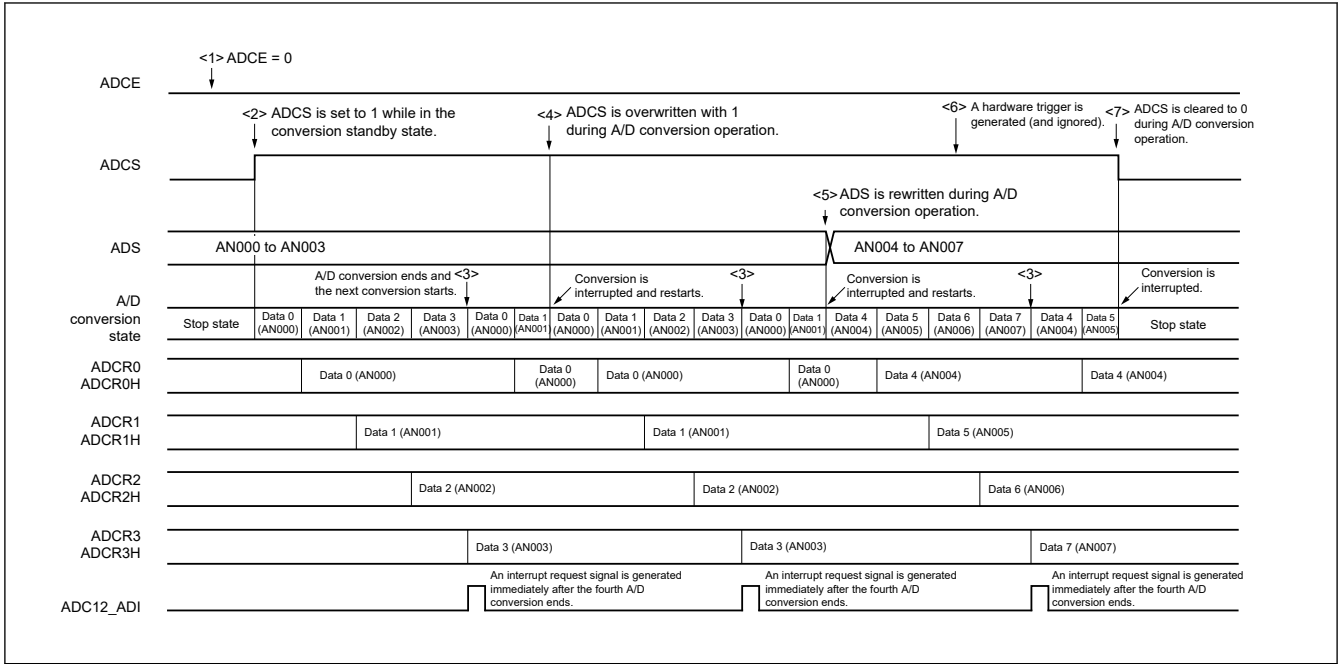 <1> ADCE = 0
ADCE
<2> ADCS is set to 1 while in the
conversion standby state.
<4> ADCS is overwritten with 1
during A/D conversion operation.
<6> A hardware trigger is
generated (and ignored).
<7> ADCS is cleared to 0
during A/D conversion
operation.
ADCS
<5> ADS is rewritten during A/D
conversion operation.
ADS
AN000 to AN003
AN004 to AN007
A/D conversion ends and
the next conversion starts.
<3>
Conversion is
interrupted and restarts.
<3>
Conversion is
interrupted and restarts.
<3>
Conversion is
interrupted.
A/D
conversion
state
Stop state
Data 0
(AN000)
Data 1
(AN001)
Data 2
(AN002)
Data 3
(AN003)
Data 0
(AN000)
Data 1
(AN001)
Data 0
(AN000)
Data 1
(AN001)
Data 2
(AN002)
Data 3
(AN003)
Data 0
(AN000)
Data 1
(AN001)
Data 4
(AN004)
Data 5
(AN005)
Data 6
(AN006)
Data 7
(AN007)
Data 4
(AN004)
Data 5
(AN005)
Stop state
ADCR0
ADCR0H
Data 0 (AN000)
Data 0
(AN000)
Data 0 (AN000)
Data 0
(AN000)
Data 4 (AN004)
Data 4 (AN004)
ADCR1
ADCR1H
Data 1 (AN001)
Data 1 (AN001)
Data 5 (AN005)
ADCR2
ADCR2H
Data 2 (AN002)
Data 2 (AN002)
Data 6 (AN006)
ADCR3
ADCR3H
Data 3 (AN003)
Data 3 (AN003)
Data 7 (AN007)
ADC12_ADI
An interrupt request signal is generated
immediately after the fourth A/D
conversion ends.
An interrupt request signal is generated
immediately after the fourth A/D
conversion ends.
An interrupt request signal is generated
immediately after the fourth A/D
conversion ends.